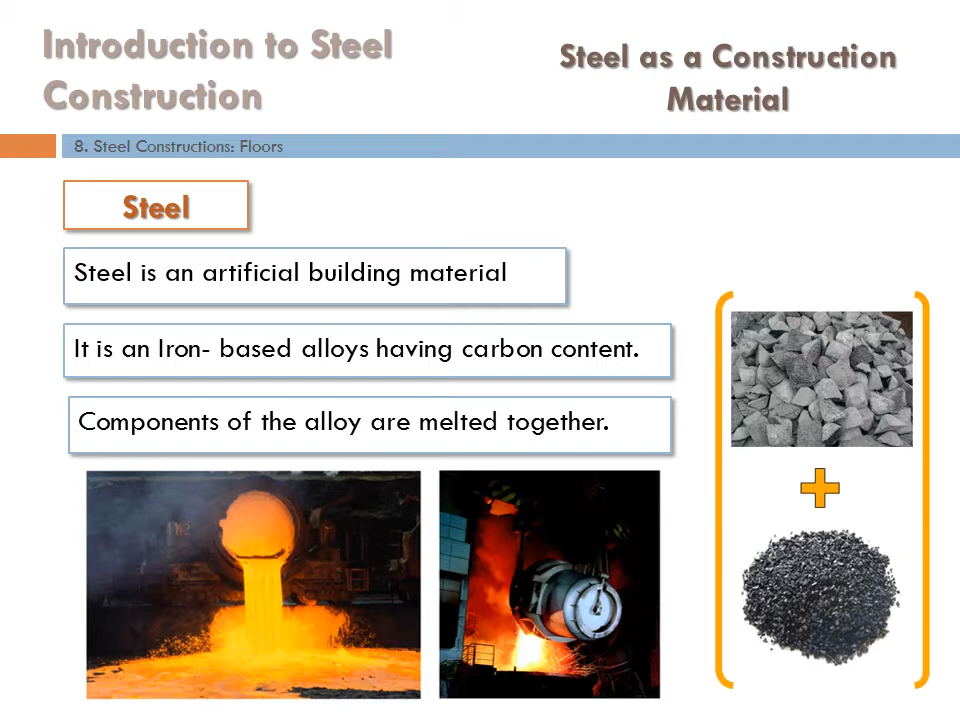 Introduction to Steel
Construction
Steel as a Construction
Material
8. Steel Constructions: Floors
Steel
Steel is an artificial building material
It is an Iron- based alloys having carbon content.
Components of the alloy are melted together.